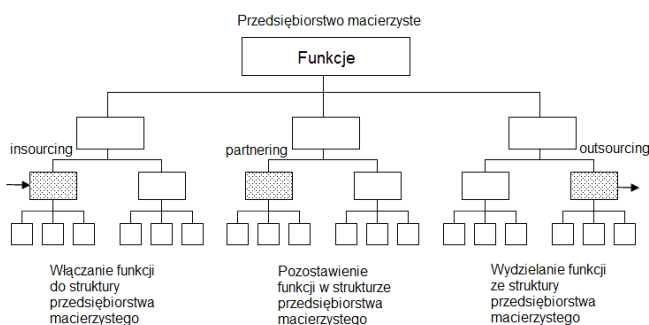 Przedsiębiorstwo macierzyste
Funkcje
insourcing
partnering
outsourcing
Włączanie funkcji
do struktury
przedsiębiorstwa
macierzystego
Pozostawienie
funkcji w strukturze
przedsiębiorstwa
macierzystego
Wydzielanie funkcji
ze struktury
przedsiębiorstwa
macierzystego